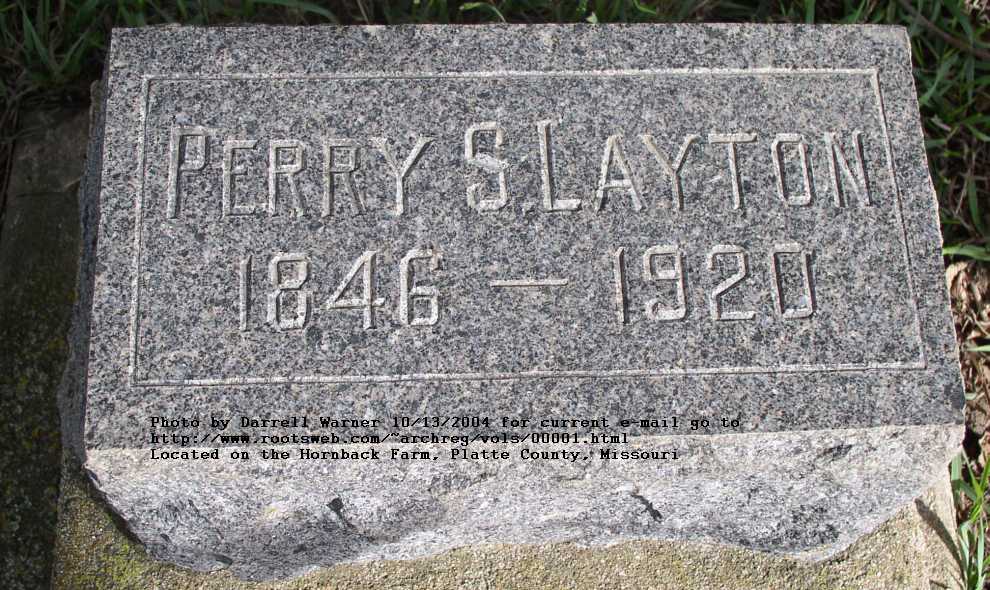 PERRY S. LAYTON
1846 — 1920
Photo by Darrell Warner 10/13/2004 for current e-mail go to
http://www.rootsweb.com/~archreg/vols/00001.html
Located on the Hornback Farm, Platte County, Missouri